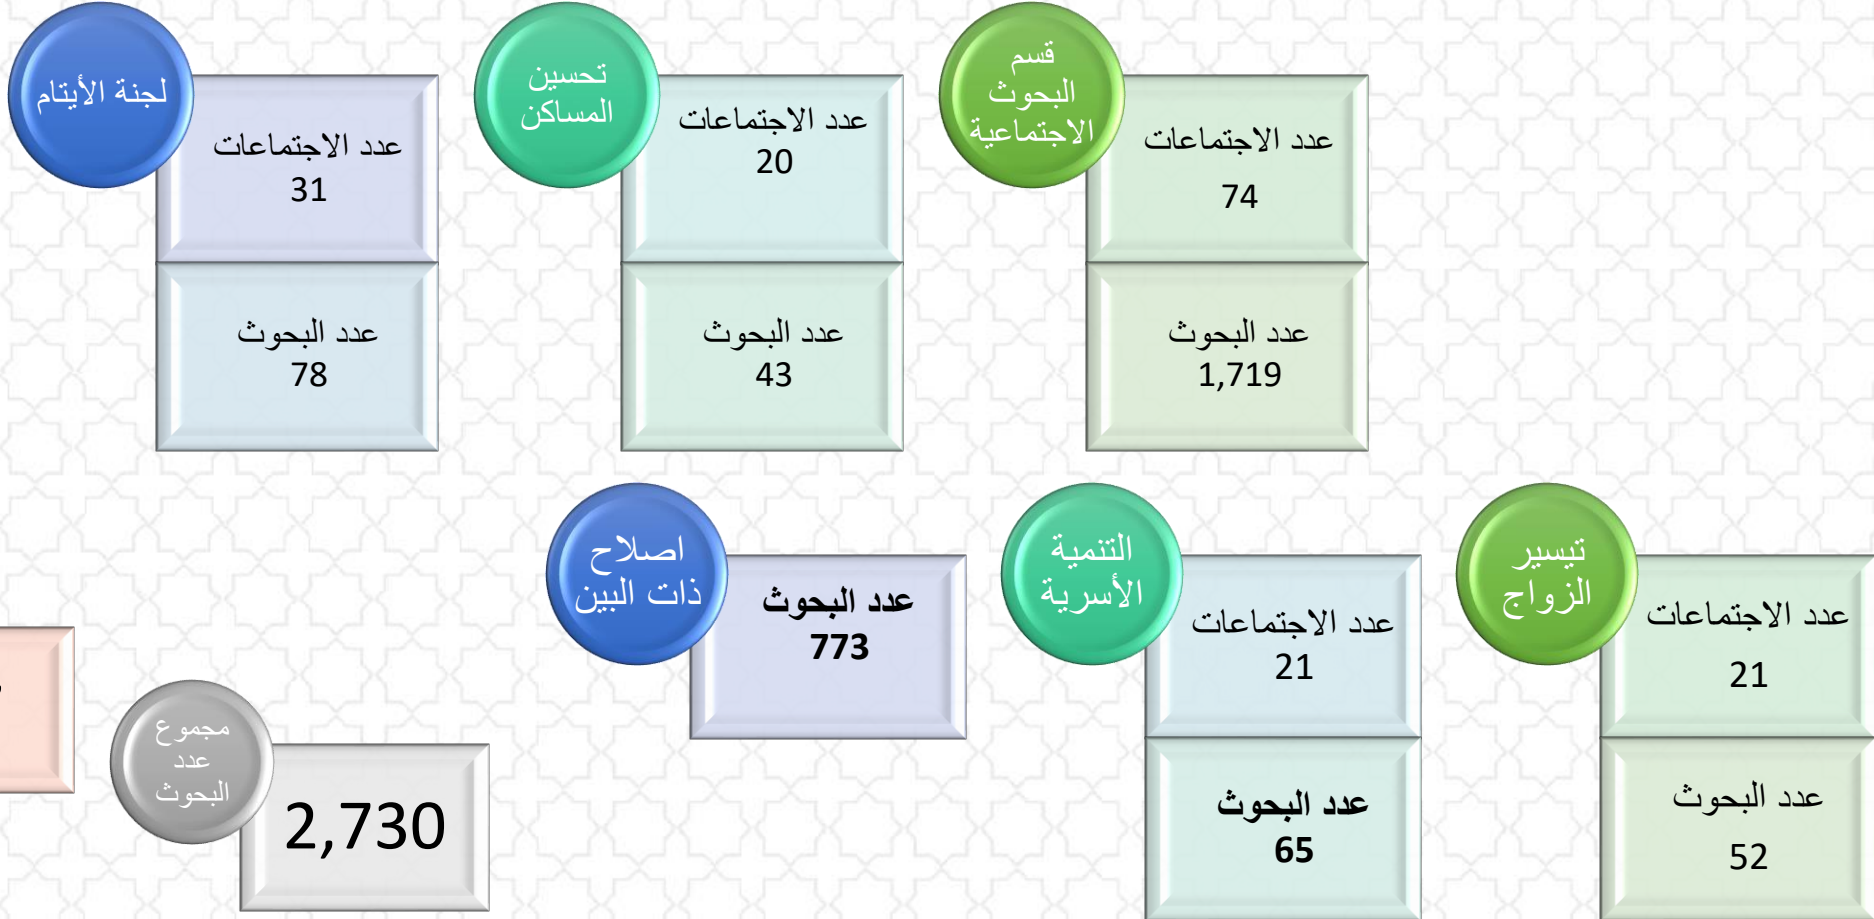 قسم
البحوث
الاجتماعية
عدد الاجتماعات
74
عدد البحوث
1,719
تحسين
المساكن
عدد الاجتماعات
20
عدد البحوث
43
لجنة الأيتام
عدد الاجتماعات
31
عدد البحوث
78
تيسير
الزواج
عدد الاجتماعات
21
عدد البحوث
52
التنمية
الأسرية
عدد الاجتماعات
21
عدد البحوث
65
اصلاح
ذات البين
عدد البحوث
773
مجموع
عدد
البحوث
2,730